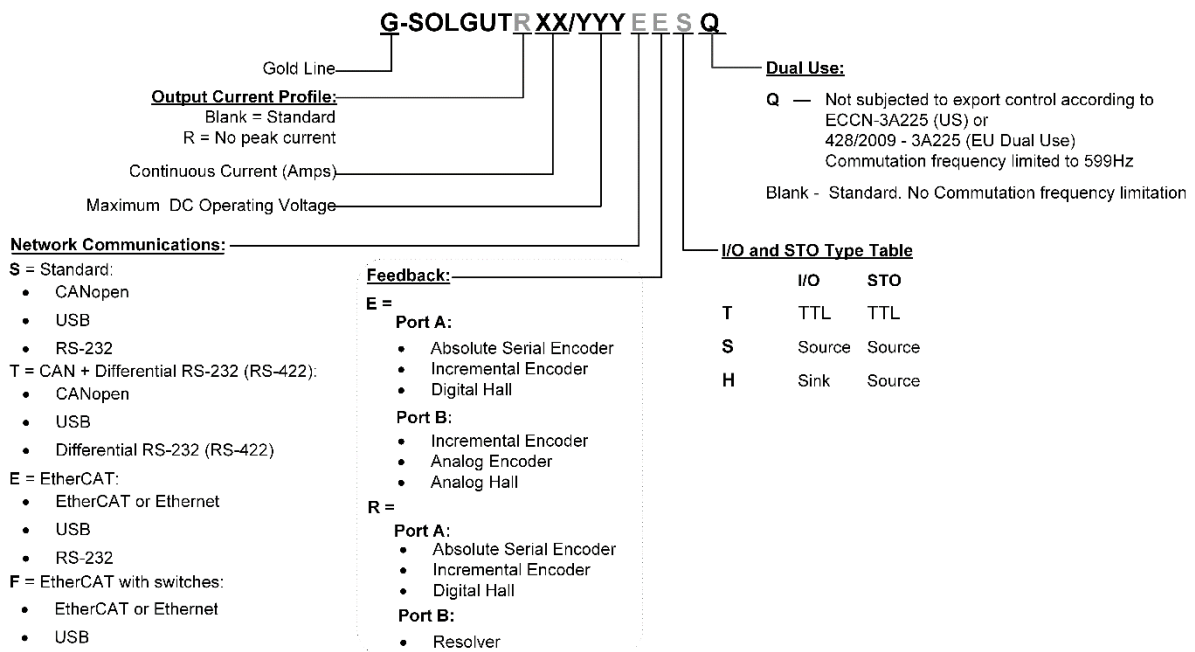 G-SOLGUTRXX/YYYEESQ
Gold Line
Output Current Profile:
Blank = Standard
R = No peak current
Continuous Current (Amps)
Maximum DC Operating Voltage
Network Communications:
S = Standard:
• CANopen
• USB
• RS-232
T = CAN + Differential RS-232 (RS-422):
• CANopen
• USB
• Differential RS-232 (RS-422)
E = EtherCAT:
• EtherCAT or Ethernet
• USB
• RS-232
F = EtherCAT with switches:
• EtherCAT or Ethernet
• USB
Feedback:
E =
Port A:
• Absolute Serial Encoder
• Incremental Encoder
• Digital Hall
Port B:
• Incremental Encoder
• Analog Encoder
• Analog Hall
R =
Port A:
• Absolute Serial Encoder
• Incremental Encoder
• Digital Hall
Port B:
• Resolver
Dual Use:
Q — Not subjected to export control according to
ECCN-3A225 (US) or
428/2009 - 3A225 (EU Dual Use)
Commutation frequency limited to 599Hz
Blank - Standard. No Commutation frequency limitation
I/O and STO Type Table
I/O STO
T TTL TTL
S Source Source
H Sink Source